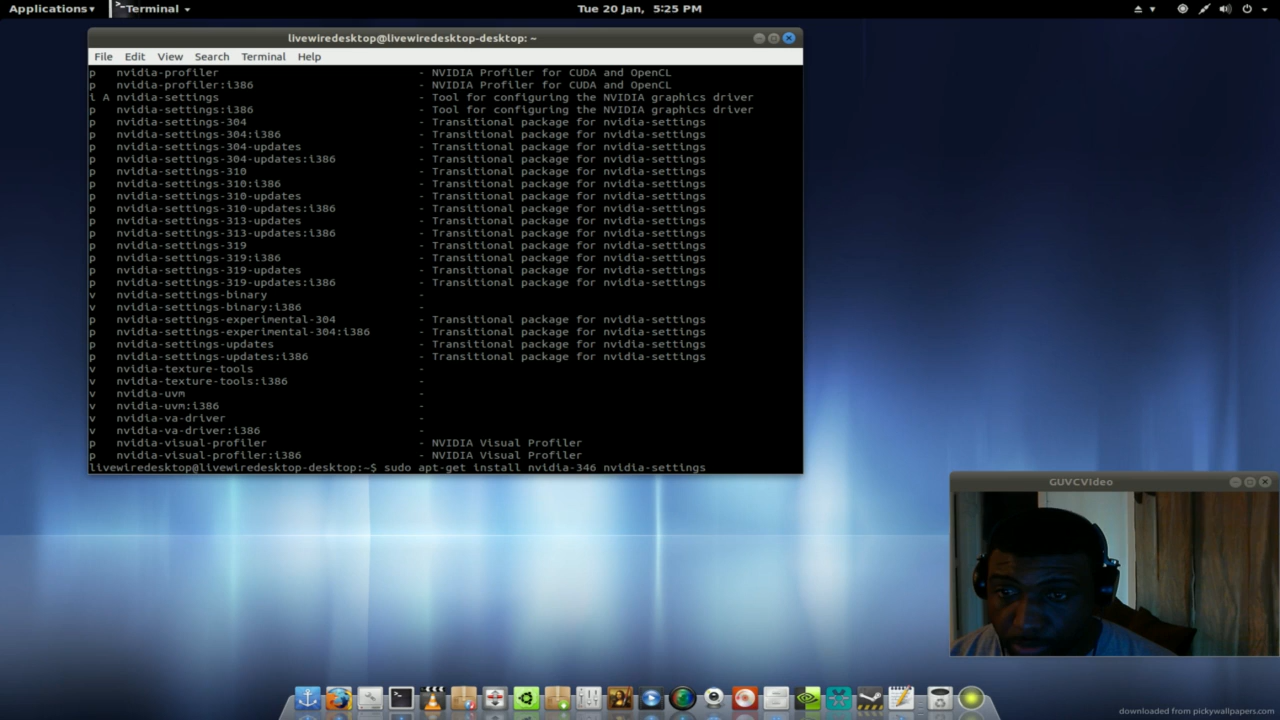 Applications Terminal Tue 20 Jan, 5:25 PM
livewiredesktop@livewiredesktop-desktop: ~
File Edit View Search Terminal Help
p nvidia-profiler - NVIDIA Profiler for CUDA and OpenCL
p nvidia-profiler:i386 - NVIDIA Profiler for CUDA and OpenCL
i A nvidia-settings - Tool for configuring the NVIDIA graphics driver
p nvidia-settings:i386 - Tool for configuring the NVIDIA graphics driver
p nvidia-settings-304 - Transitional package for nvidia-settings
p nvidia-settings-304:i386 - Transitional package for nvidia-settings
p nvidia-settings-304-updates - Transitional package for nvidia-settings
p nvidia-settings-304-updates:i386 - Transitional package for nvidia-settings
p nvidia-settings-310 - Transitional package for nvidia-settings
p nvidia-settings-310:i386 - Transitional package for nvidia-settings
p nvidia-settings-310-updates - Transitional package for nvidia-settings
p nvidia-settings-310-updates:i386 - Transitional package for nvidia-settings
p nvidia-settings-313-updates - Transitional package for nvidia-settings
p nvidia-settings-313-updates:i386 - Transitional package for nvidia-settings
p nvidia-settings-319 - Transitional package for nvidia-settings
p nvidia-settings-319:i386 - Transitional package for nvidia-settings
p nvidia-settings-319-updates - Transitional package for nvidia-settings
p nvidia-settings-319-updates:i386 - Transitional package for nvidia-settings
v nvidia-settings-binary -
v nvidia-settings-binary:i386 -
p nvidia-settings-experimental-304 - Transitional package for nvidia-settings
p nvidia-settings-experimental-304:i386 - Transitional package for nvidia-settings
p nvidia-settings-updates - Transitional package for nvidia-settings
p nvidia-settings-updates:i386 - Transitional package for nvidia-settings
v nvidia-texture-tools -
v nvidia-texture-tools:i386 -
v nvidia-uvm -
v nvidia-uvm:i386 -
v nvidia-va-driver -
v nvidia-va-driver:i386 -
p nvidia-visual-profiler - NVIDIA Visual Profiler
p nvidia-visual-profiler:i386 - NVIDIA Visual Profiler
livewiredesktop@livewiredesktop-desktop:~$ sudo apt-get install nvidia-346 nvidia-settings
GUVCVideo
downloaded from pickywallpapers.com